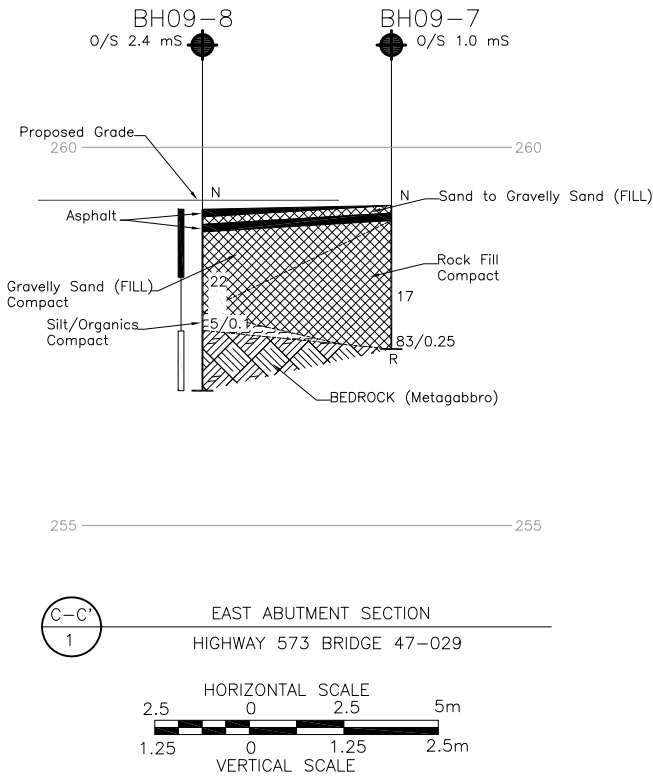 BH09-8 BH09-7
O/S 2.4 mS O/S 1.0 mS
Proposed Grade
260 260
N N
Sand to Gravelly Sand (FILL)
Asphalt
Rock Fill
Compact
Gravelly Sand (FILL)
Compact
22
17
Silt/Organics
Compact
5/0.1
83/0.25
R
BEDROCK (Metagabbro)
255 255
C-C'
1
EAST ABUTMENT SECTION
HIGHWAY 573 BRIDGE 47-029
HORIZONTAL SCALE
2.5 0 2.5 5m
1.25 0 1.25 2.5m
VERTICAL SCALE